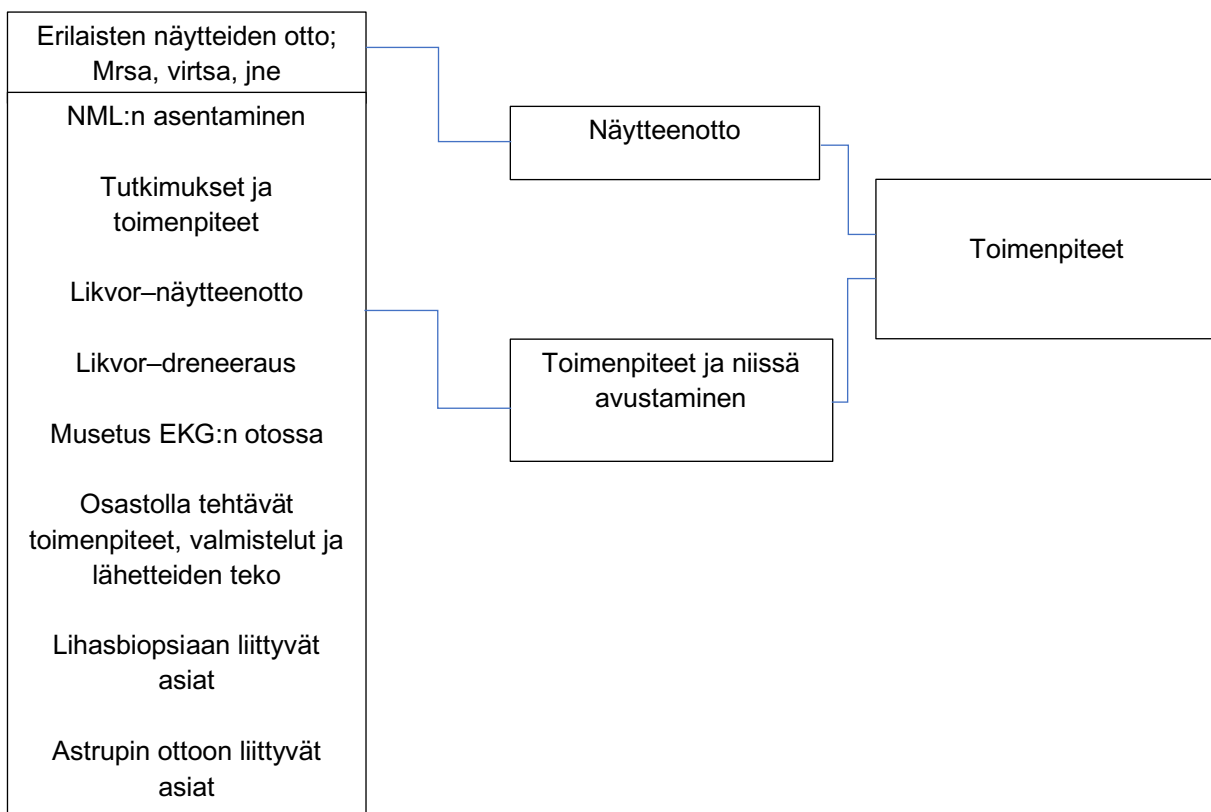 Erilaisten näytteiden otto;
Mrsa, virtsa, jne
NML:n asentaminen
Tutkimukset ja
toimenpiteet
Likvor–näytteenotto
Likvor–dreneeraus
Musetus EKG:n otossa
Osastolla tehtävät
toimenpiteet, valmistelut ja
lähetteiden teko
Lihasbiopsiaan liittyvät
asiat
Astrupin ottoon liittyvät
asiat
Näytteenotto
Toimenpiteet ja niissä
avustaminen
Toimenpiteet